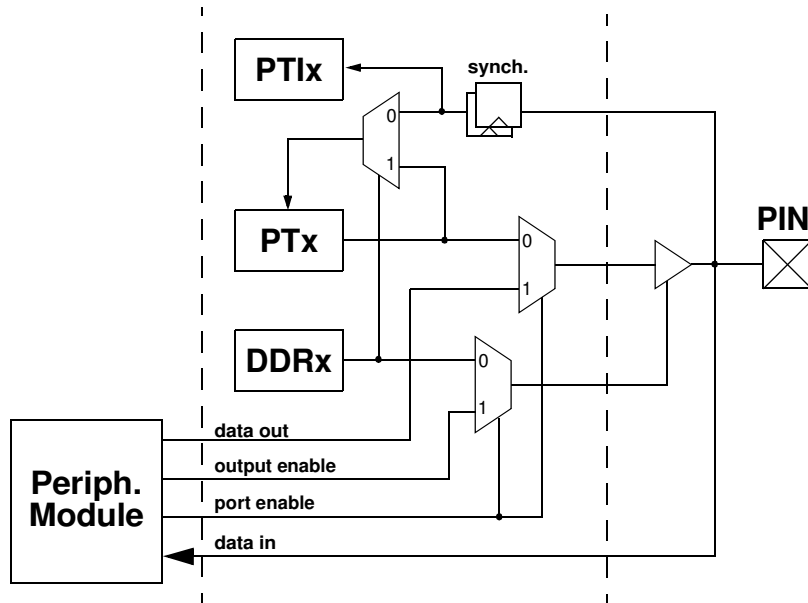 PTIx
synch.
0
1
PTx
PIN
0
1
DDRx
0
1
data out
output enable
Periph.
Module
port enable
data in